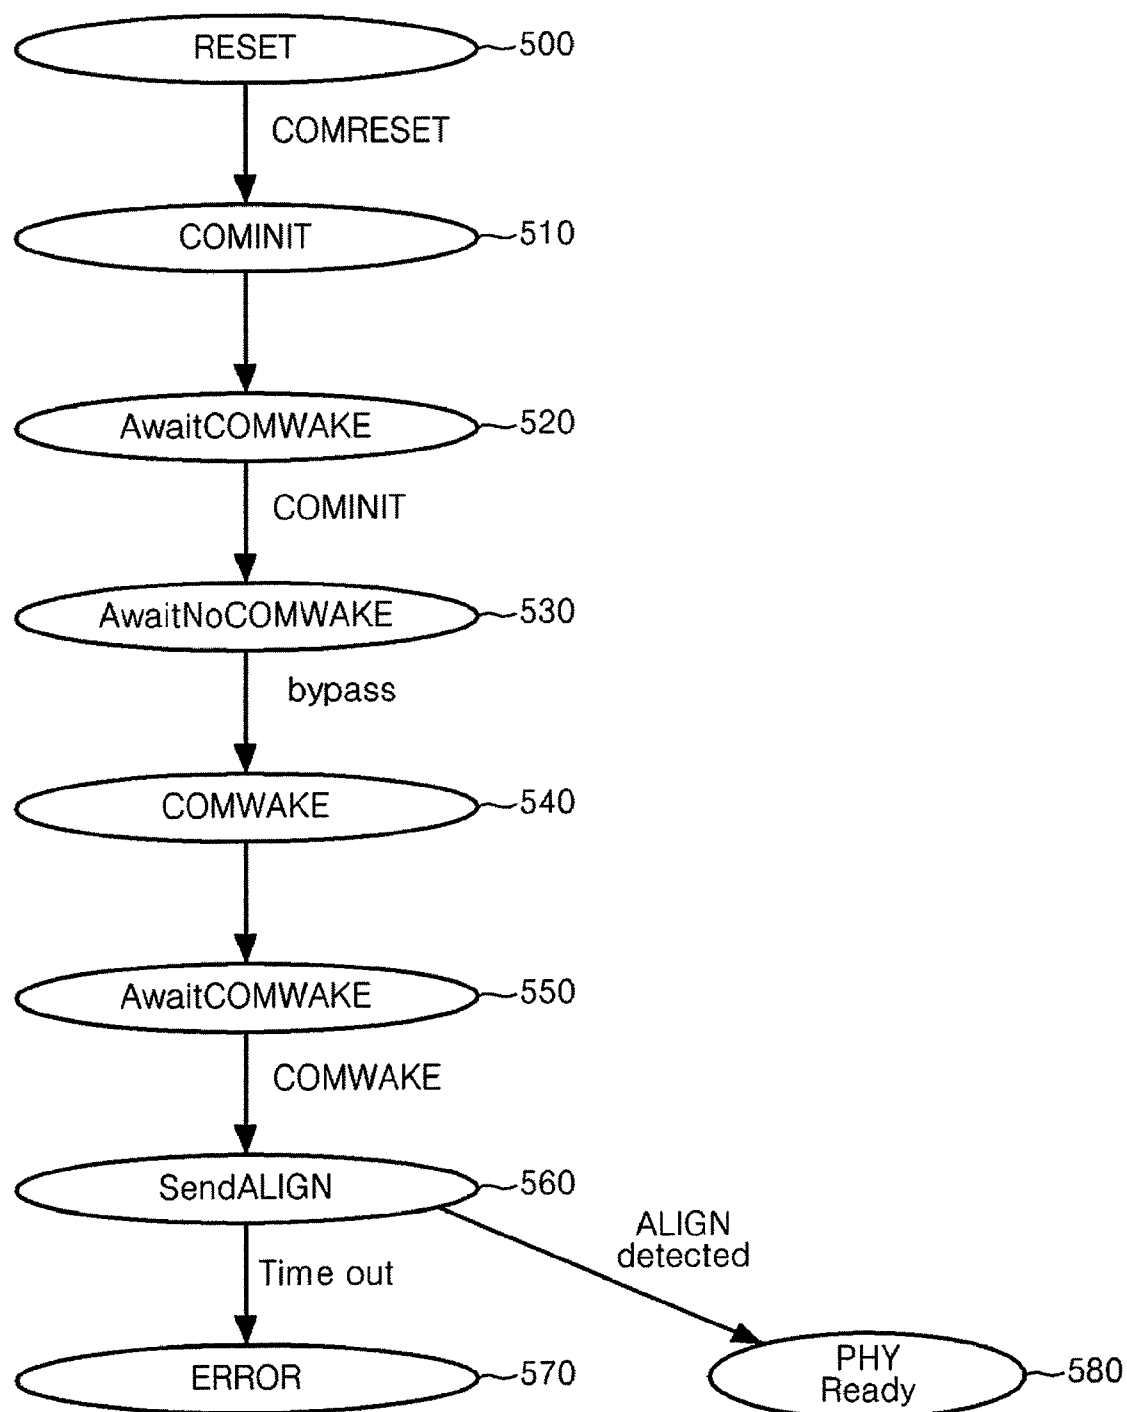 RESET
500
COMRESET
COMINIT
510
AwaitCOMWAKE
520
COMINIT
AwaitNoCOMWAKE
530
bypass
COMWAKE
540
AwaitCOMWAKE
550
COMWAKE
SendALIGN
560
ALIGN
detected
Time out
ERROR
570
PHY
Ready
580